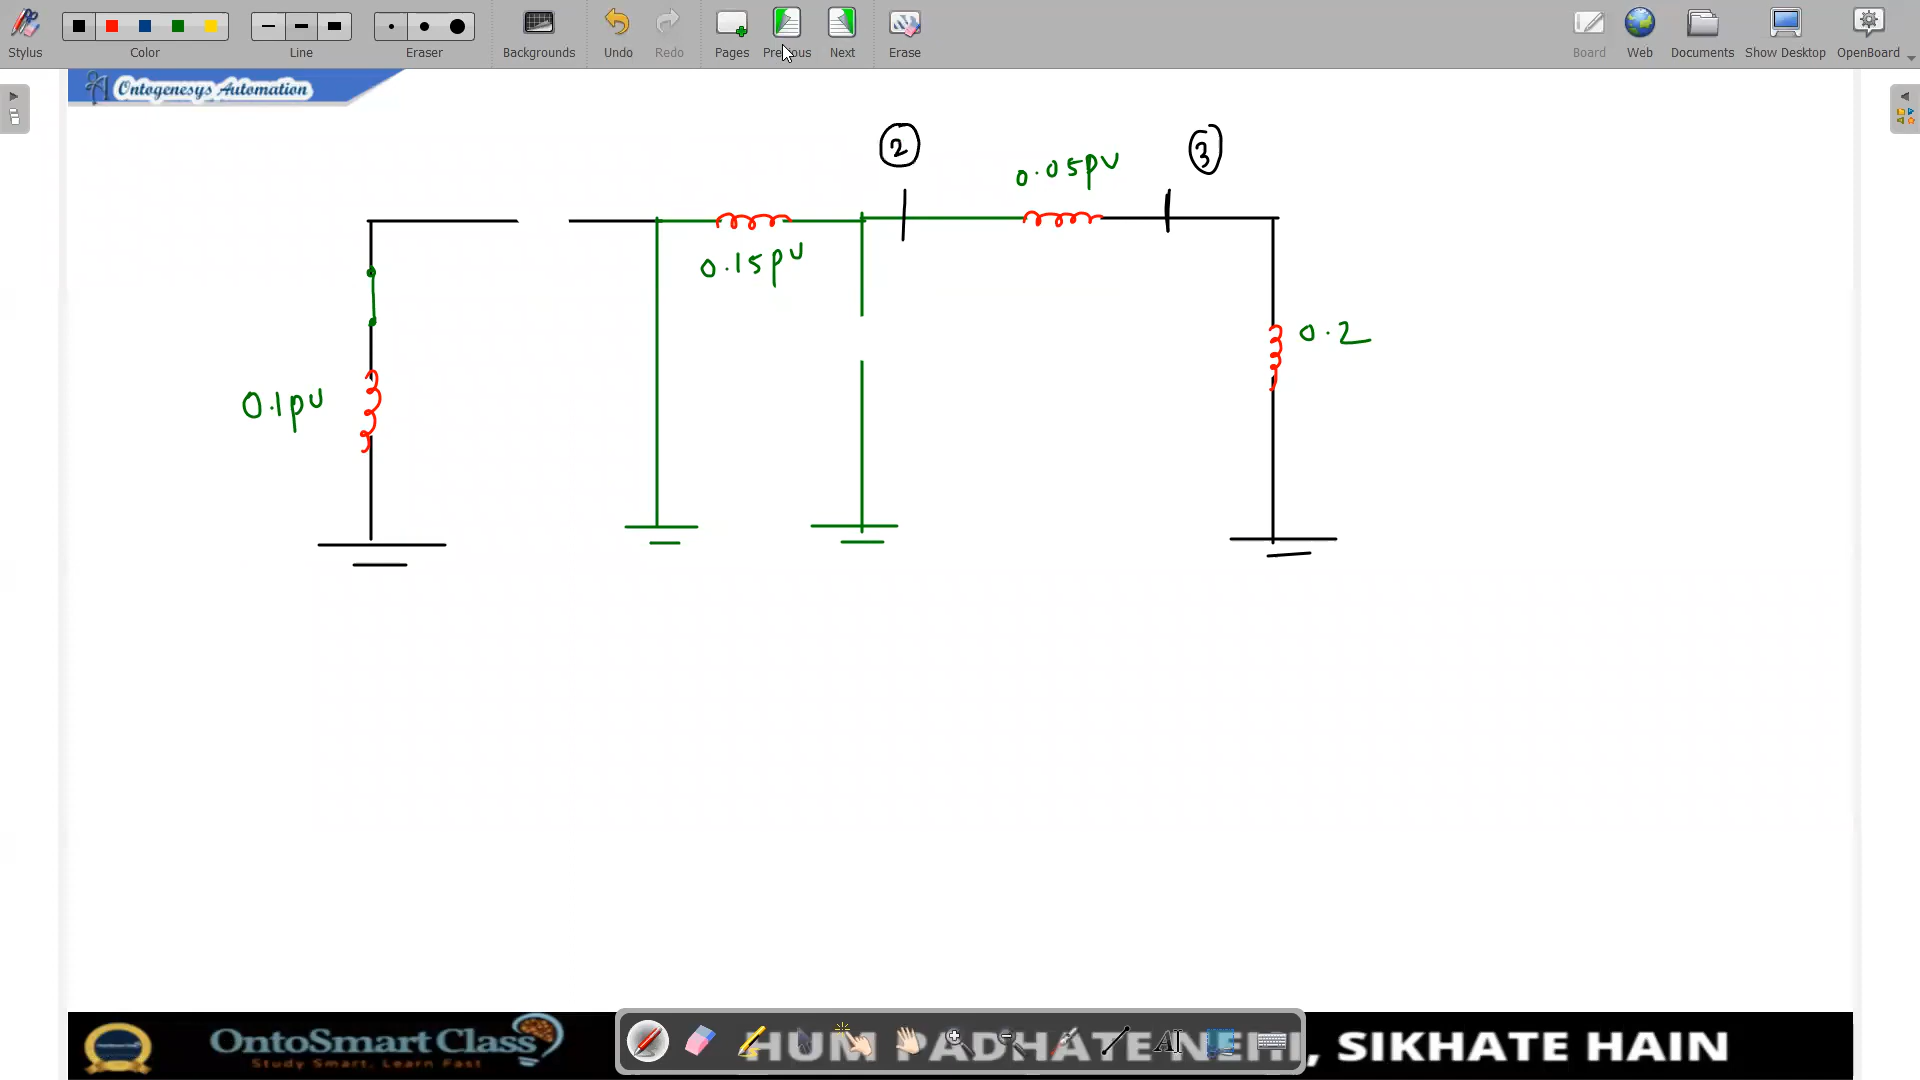 Stylus
Color
Line
Eraser
Backgrounds
Undo
Redo
Pages
Previous
Next
Erase
Board
Web
Documents
Show Desktop
OpenBoard
Ontogenesys Automation
2
3
0.05pu
0.15pu
0.2
0.1pu
OntoSmart Class
Study Smart, Learn Fast
HUM PADHATE NEHI, SIKHATE HAIN